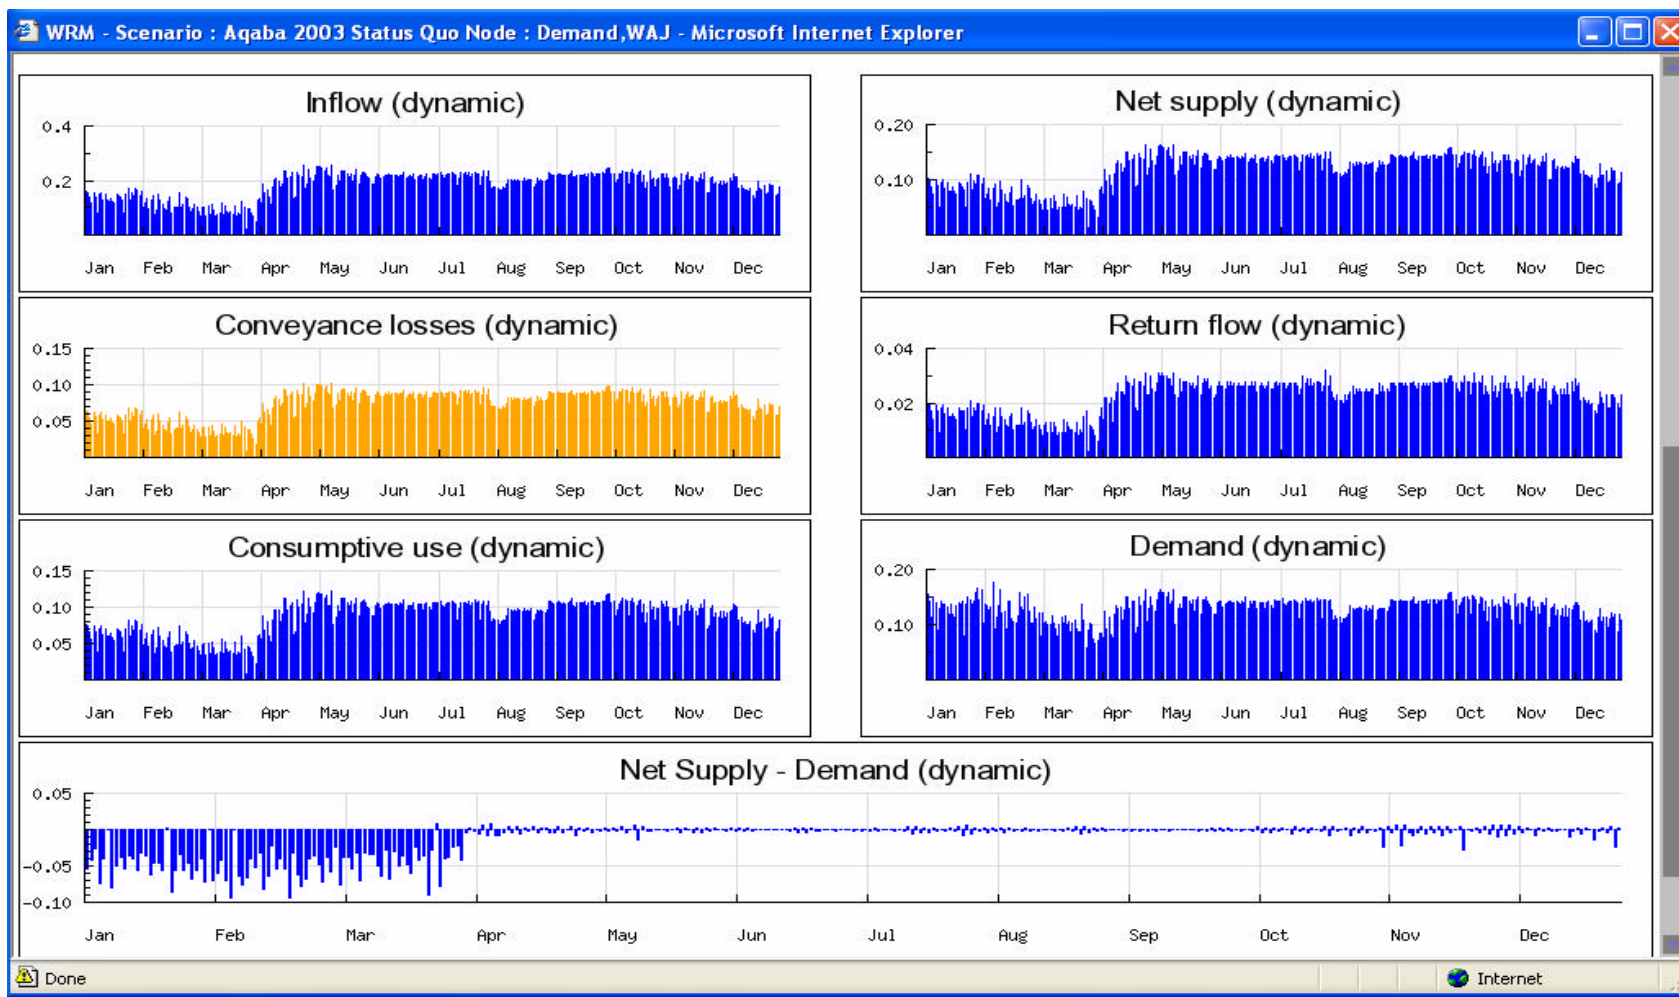 WRM - Scenario : Aqaba 2003 Status Quo Node : Demand,WAJ - Microsoft Internet Explorer
Inflow (dynamic)
0.4
0.2
Jan Feb Mar Apr May Jun Jul Aug Sep Oct Nov Dec
Net supply (dynamic)
0.20
0.10
Jan Feb Mar Apr May Jun Jul Aug Sep Oct Nov Dec
Conveyance losses (dynamic)
0.15
0.10
0.05
Jan Feb Mar Apr May Jun Jul Aug Sep Oct Nov Dec
Return flow (dynamic)
0.04
0.02
Jan Feb Mar Apr May Jun Jul Aug Sep Oct Nov Dec
Consumptive use (dynamic)
0.15
0.10
0.05
Jan Feb Mar Apr May Jun Jul Aug Sep Oct Nov Dec
Demand (dynamic)
0.20
0.10
Jan Feb Mar Apr May Jun Jul Aug Sep Oct Nov Dec
Net Supply - Demand (dynamic)
0.05
-0.05
-0.10
Jan Feb Mar Apr May Jun Jul Aug Sep Oct Nov Dec
Done Internet